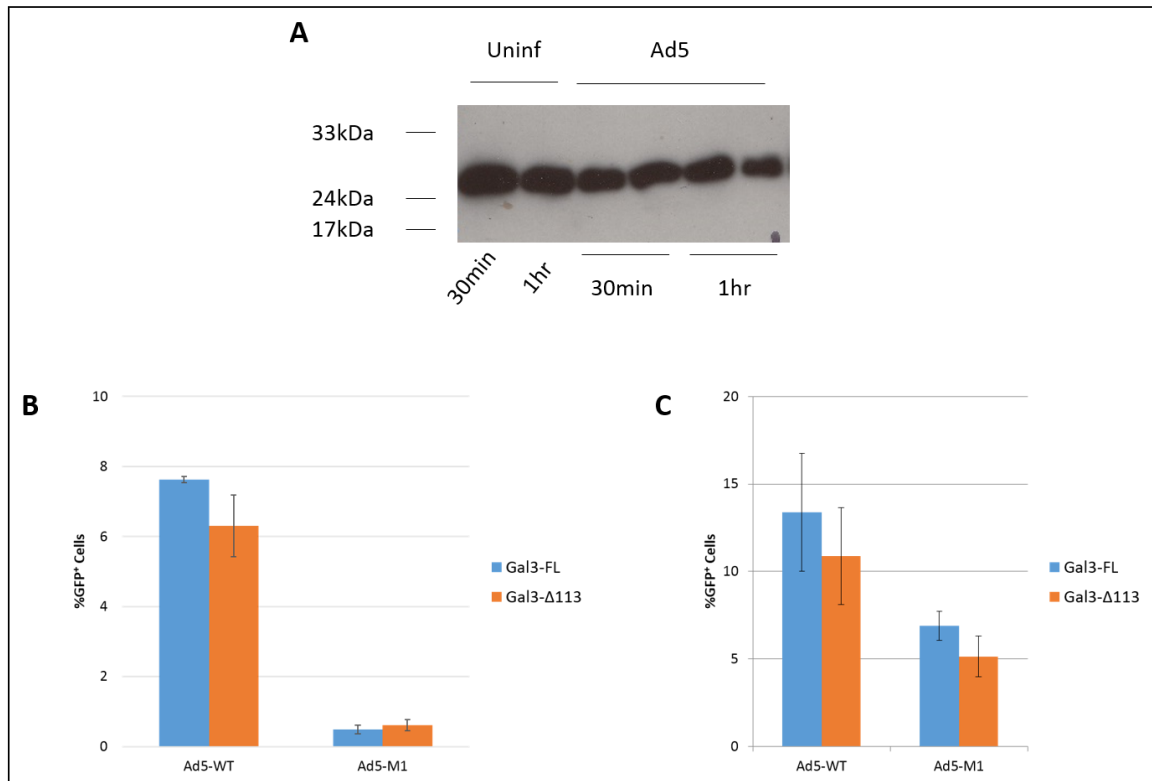 A
Uninf Ad5
33kDa
24kDa
17kDa
30min 1hr 30min 1hr
B
10
8
6
4
2
0
%GFP⁺ Cells
Ad5-WT Ad5-M1
Gal3-FL
Gal3-Δ113
C
20
15
10
5
0
%GFP⁺ Cells
Ad5-WT Ad5-M1
Gal3-FL
Gal3-Δ113